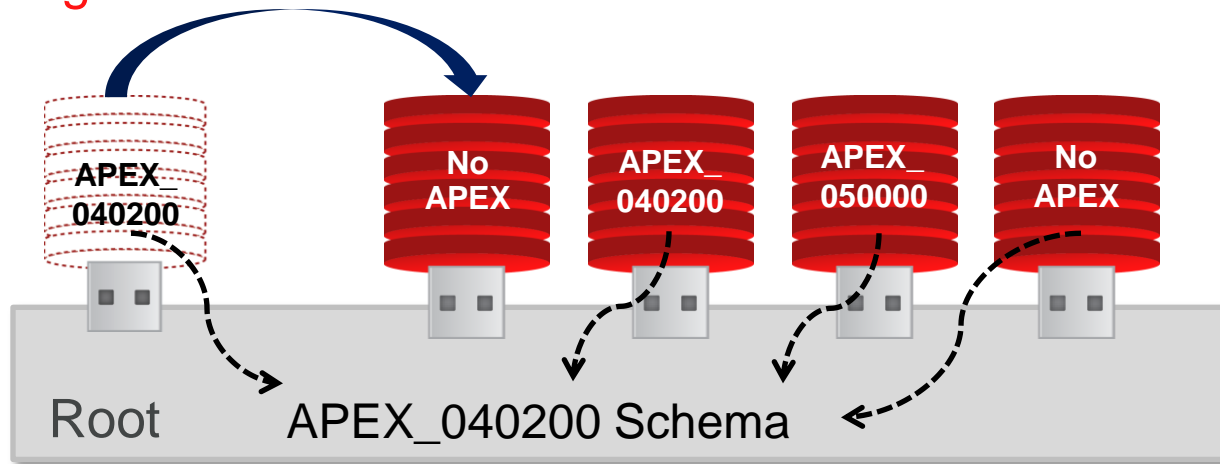 APEX_
040200
No
APEX
APEX_
040200
APEX_
050000
No
APEX
Root
APEX_040200 Schema